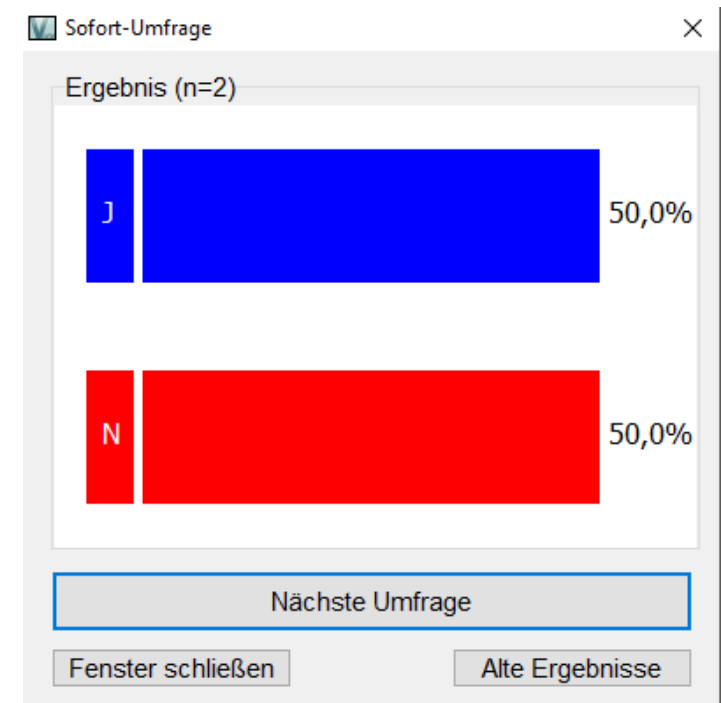 Sofort-Umfrage
Ergebnis (n=2)
J 50,0%
N 50,0%
Nächste Umfrage
Fenster schließen Alte Ergebnisse